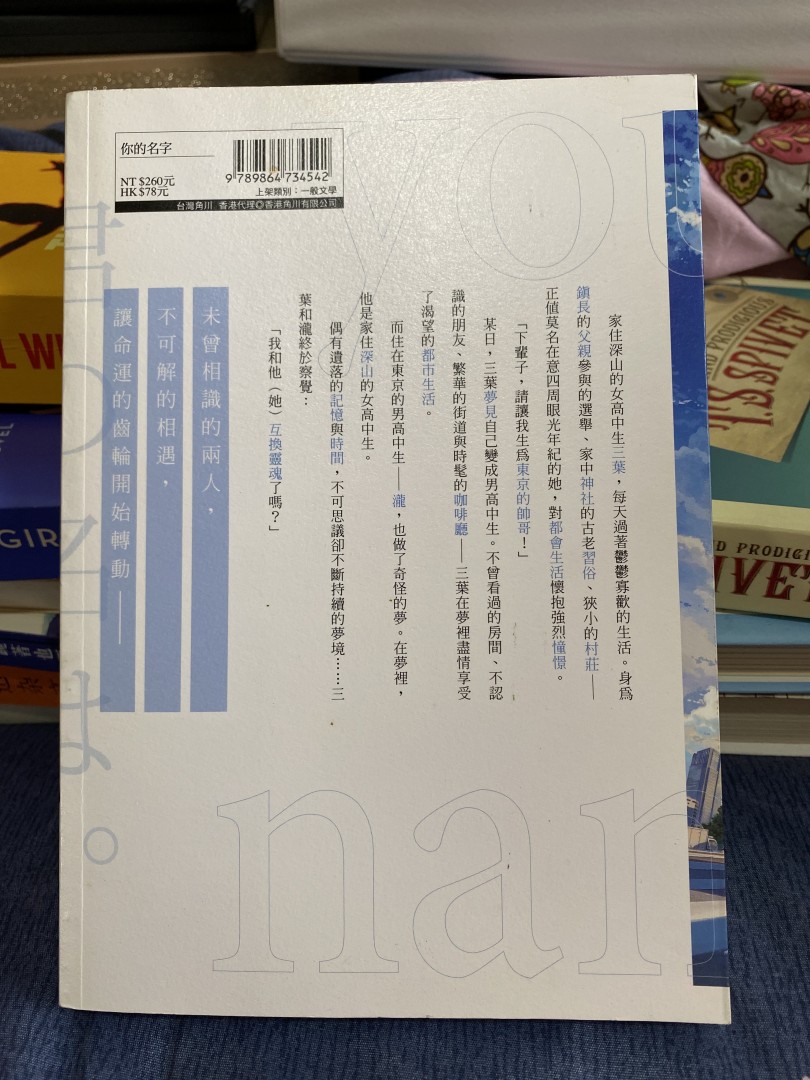 你的名字
9 789864 734542
NT $260元
HK $78元
上架類別：一般文學
台灣角川 香港代理◎香港角川有限公司
家住深山的女高中生三葉，每天過著鬱鬱寡歡的生活。身為
鎮長的父親參與的選舉、家中神社的古老習俗、狹小的村莊——
正值莫名在意四周眼光年紀的她，對都會生活懷抱強烈憧憬。
「下輩子，請讓我生為東京的帥哥！」
某日，三葉夢見自己變成男高中生。不曾看過的房間、不認
識的朋友、繁華的街道與時髦的咖啡廳——三葉在夢裡盡情享受
了渴望的都市生活。
而住在東京的男高中生——瀧，也做了奇怪的夢。在夢裡，
他是家住深山的女高中生。
偶有遺落的記憶與時間，不可思議卻不斷持續的夢境……三
葉和瀧終於察覺：
「我和他（她）互換靈魂了嗎？」
未曾相識的兩人，
不可解的相遇，
讓命運的齒輪開始轉動——
you
nam
君の名は。
T.S. SPIVET
GIR